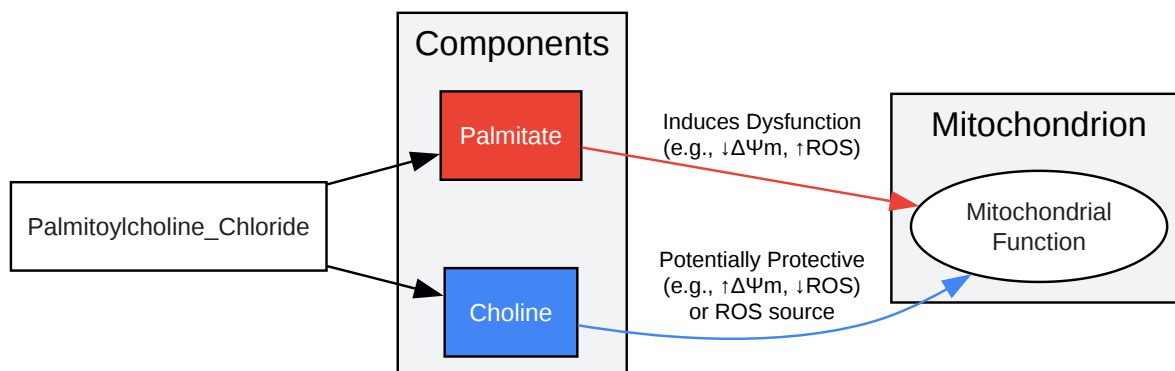 Components
Palmitate
Induces Dysfunction
(e.g., ↓ΔΨm, ↑ROS)
Mitochondrion
Palmitoylcholine_Chloride
Mitochondrial
Function
Potentially Protective
(e.g., ↑ΔΨm, ↓ROS)
or ROS source
Choline